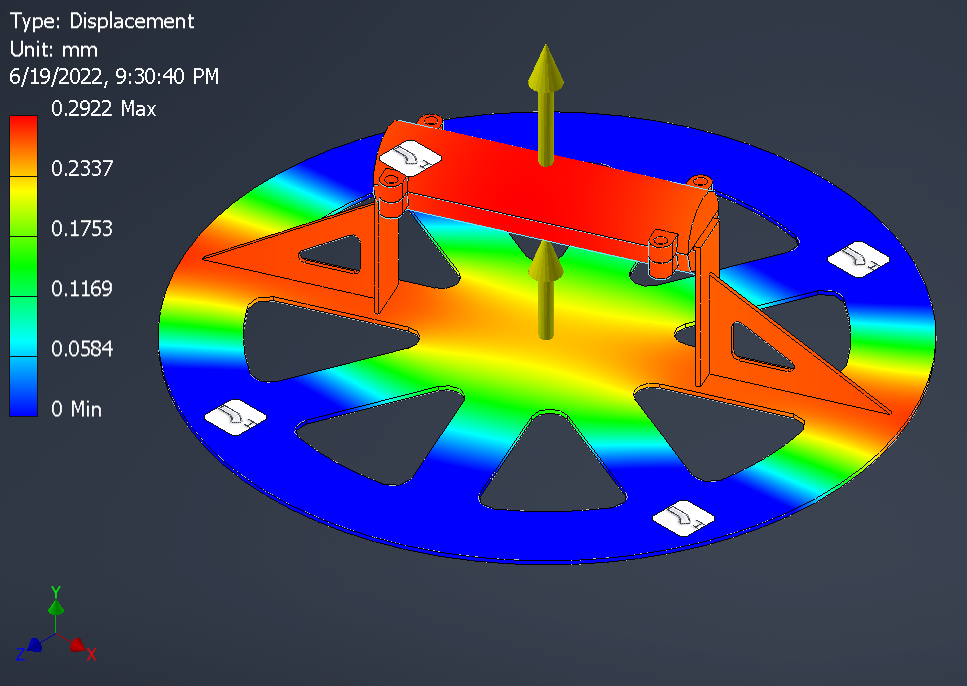 Type: Displacement
Unit: mm
6/19/2022, 9:30:40 PM
0.2922 Max
0.2337
0.1753
0.1169
0.0584
0 Min
Y
Z
X